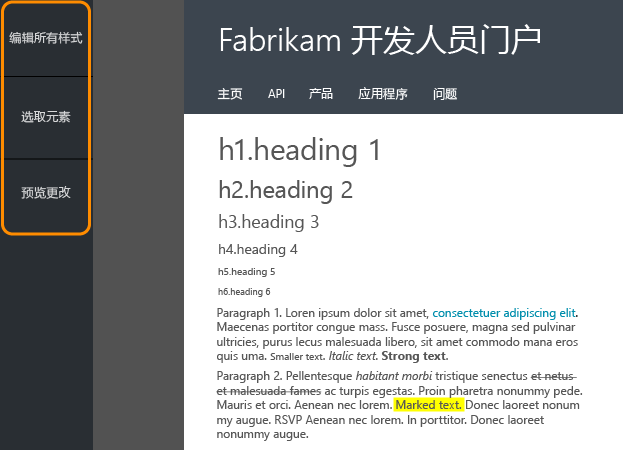 编辑所有样式
选取元素
预览更改
Fabrikam 开发人员门户
主页 API 产品 应用程序 问题
h1.heading 1
h2.heading 2
h3.heading 3
h4.heading 4
h5.heading 5
h6.heading 6
Paragraph 1. Loren ipsum dolor sit amet, consectetuer adipiscing elit.
Maecenas portitor congue mass. Fusce posuere, magna sed pulvinar
ultricies, purus lecus malesuada libero, sit amet commodo mana eros
quis uma. Smaller text. Italic text. Strong text.
Paragraph 2. Pellentesque habitant morbi tristique senectus et netus
et malesuada fames ac turpis egestas. Proin pharetra nonummy pede.
Mauris et orci. Aenean nec lorem. Marked text. Donec laoreet nonum
my augue. RSVP Aenean nec lorem. In porttitor. Donec laoreet
nonummy augue.